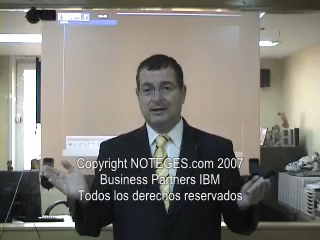 Copyright NOTEGES.com 2007
Business Partners IBM
Todos los derechos reservados